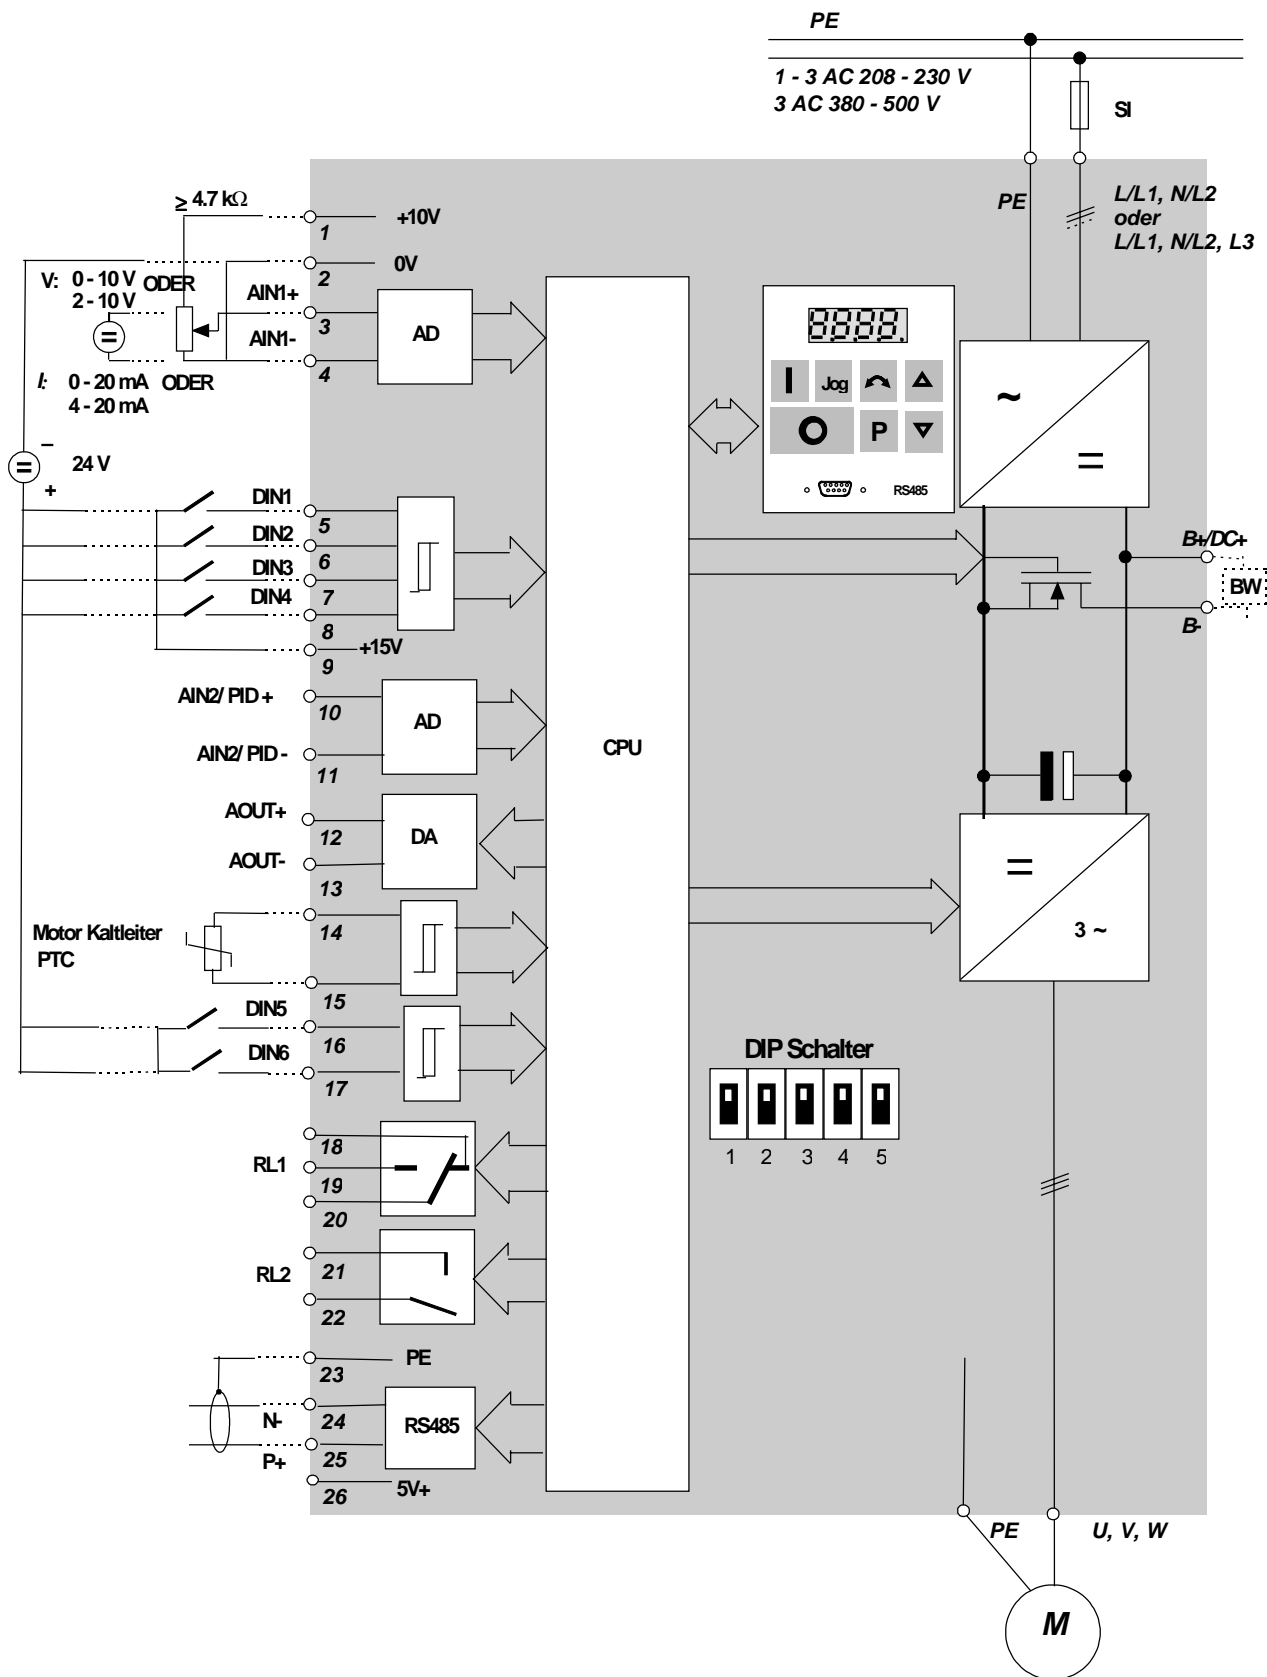 PE
1 - 3 AC 208 - 230 V
3 AC 380 - 500 V
SI
≥ 4.7 kΩ
1
+10V
PE
L/L1, N/L2
oder
L/L1, N/L2, L3
2
0V
V: 0 - 10 V ODER
2 - 10 V
AIN1+
3
AD
AIN1-
4
I: 0 - 20 mA ODER
4 - 20 mA
8.8.8.8.
Jog
P
RS485
~
=
–
24 V
+
DIN1
5
DIN2
6
DIN3
7
DIN4
8
+15V
9
B+/DC+
BW
B-
AIN2/ PID +
10
AD
AIN2/ PID -
11
CPU
AOUT+
12
DA
AOUT-
13
=
3 ~
Motor Kaltleiter
PTC
14
15
DIN5
16
DIN6
17
DIP Schalter
1 2 3 4 5
18
RL1
19
20
21
RL2
22
PE
23
N-
24
RS485
P+
25
5V+
26
PE
U, V, W
M